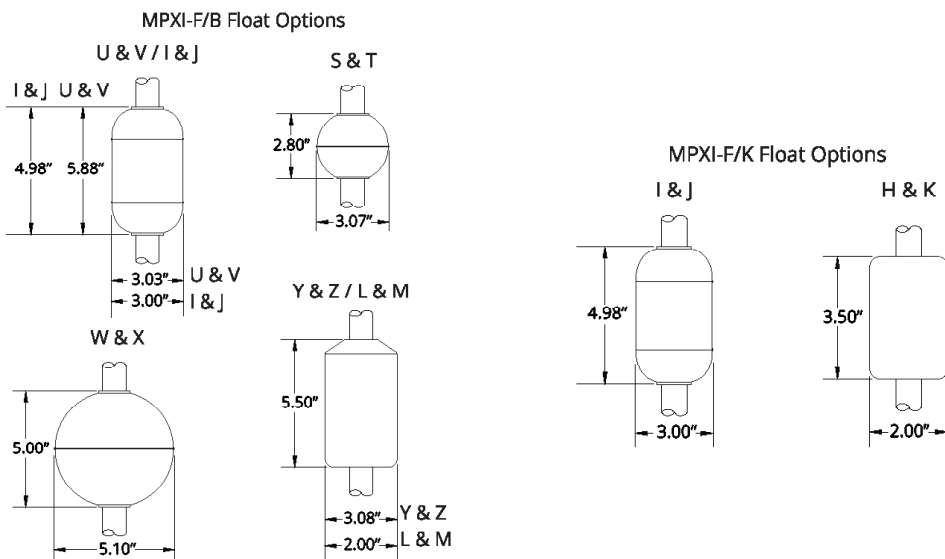 MPXI-F/B Float Options
U & V / I & J
I & J U & V
4.98" 5.88"
3.03" U & V
3.00" I & J
S & T
2.80"
3.07"
W & X
5.00"
5.10"
Y & Z / L & M
5.50"
3.08" Y & Z
2.00" L & M
MPXI-F/K Float Options
I & J
4.98"
3.00"
H & K
3.50"
2.00"